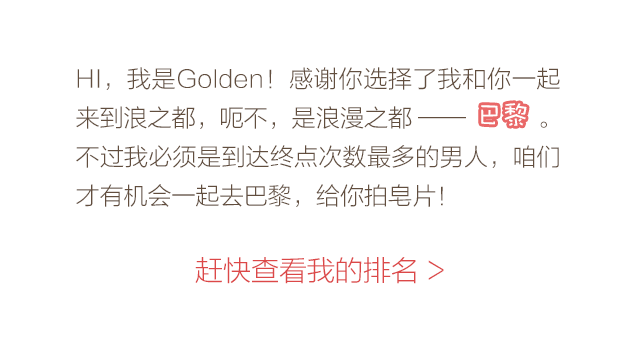 HI，我是Golden！感谢你选择了我和你一起
来到浪之都，呃不，是浪漫之都 —— 巴黎 。
不过我必须是到达终点次数最多的男人，咱们
才有机会一起去巴黎，给你拍皂片！
赶快查看我的排名 >